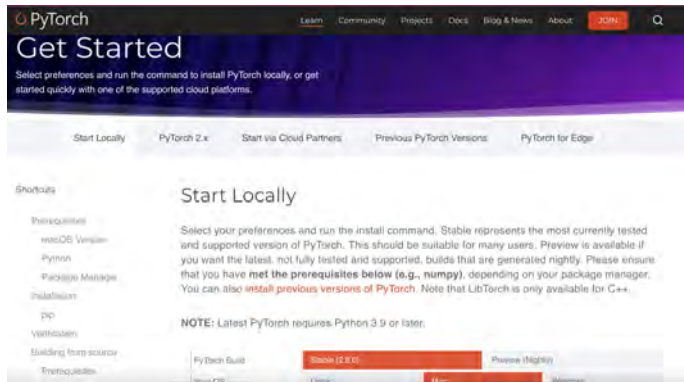 PyTorch
Learn Community Projects Docs Blog & News About JOIN
Get Started
Select preferences and run the command to install PyTorch locally, or get
started quickly with one of the supported cloud platforms.
Start Locally PyTorch 2.x Start via Cloud Partners Previous PyTorch Versions PyTorch for Edge
Shortcuts
Prerequisites
macOS Version
Python
Package Manager
Installation
pip
Verification
Building from source
Prerequisites
Start Locally
Select your preferences and run the install command. Stable represents the most currently tested
and supported version of PyTorch. This should be suitable for many users. Preview is available if
you want the latest, not fully tested and supported, builds that are generated nightly. Please ensure
that you have met the prerequisites below (e.g., numpy), depending on your package manager.
You can also install previous versions of PyTorch. Note that LibTorch is only available for C++.
NOTE: Latest PyTorch requires Python 3.9 or later.
PyTorch Build Stable (2.8.0) Preview (Nightly)